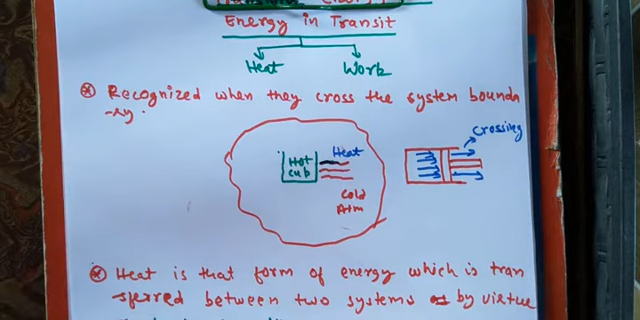 Energy in Transit
Heat Work
Recognized when they cross the system bounda
-ry.
crossing
Hot Heat
cub
Cold
Atm
Heat is that form of energy which is tran
sferred between two systems by virtue